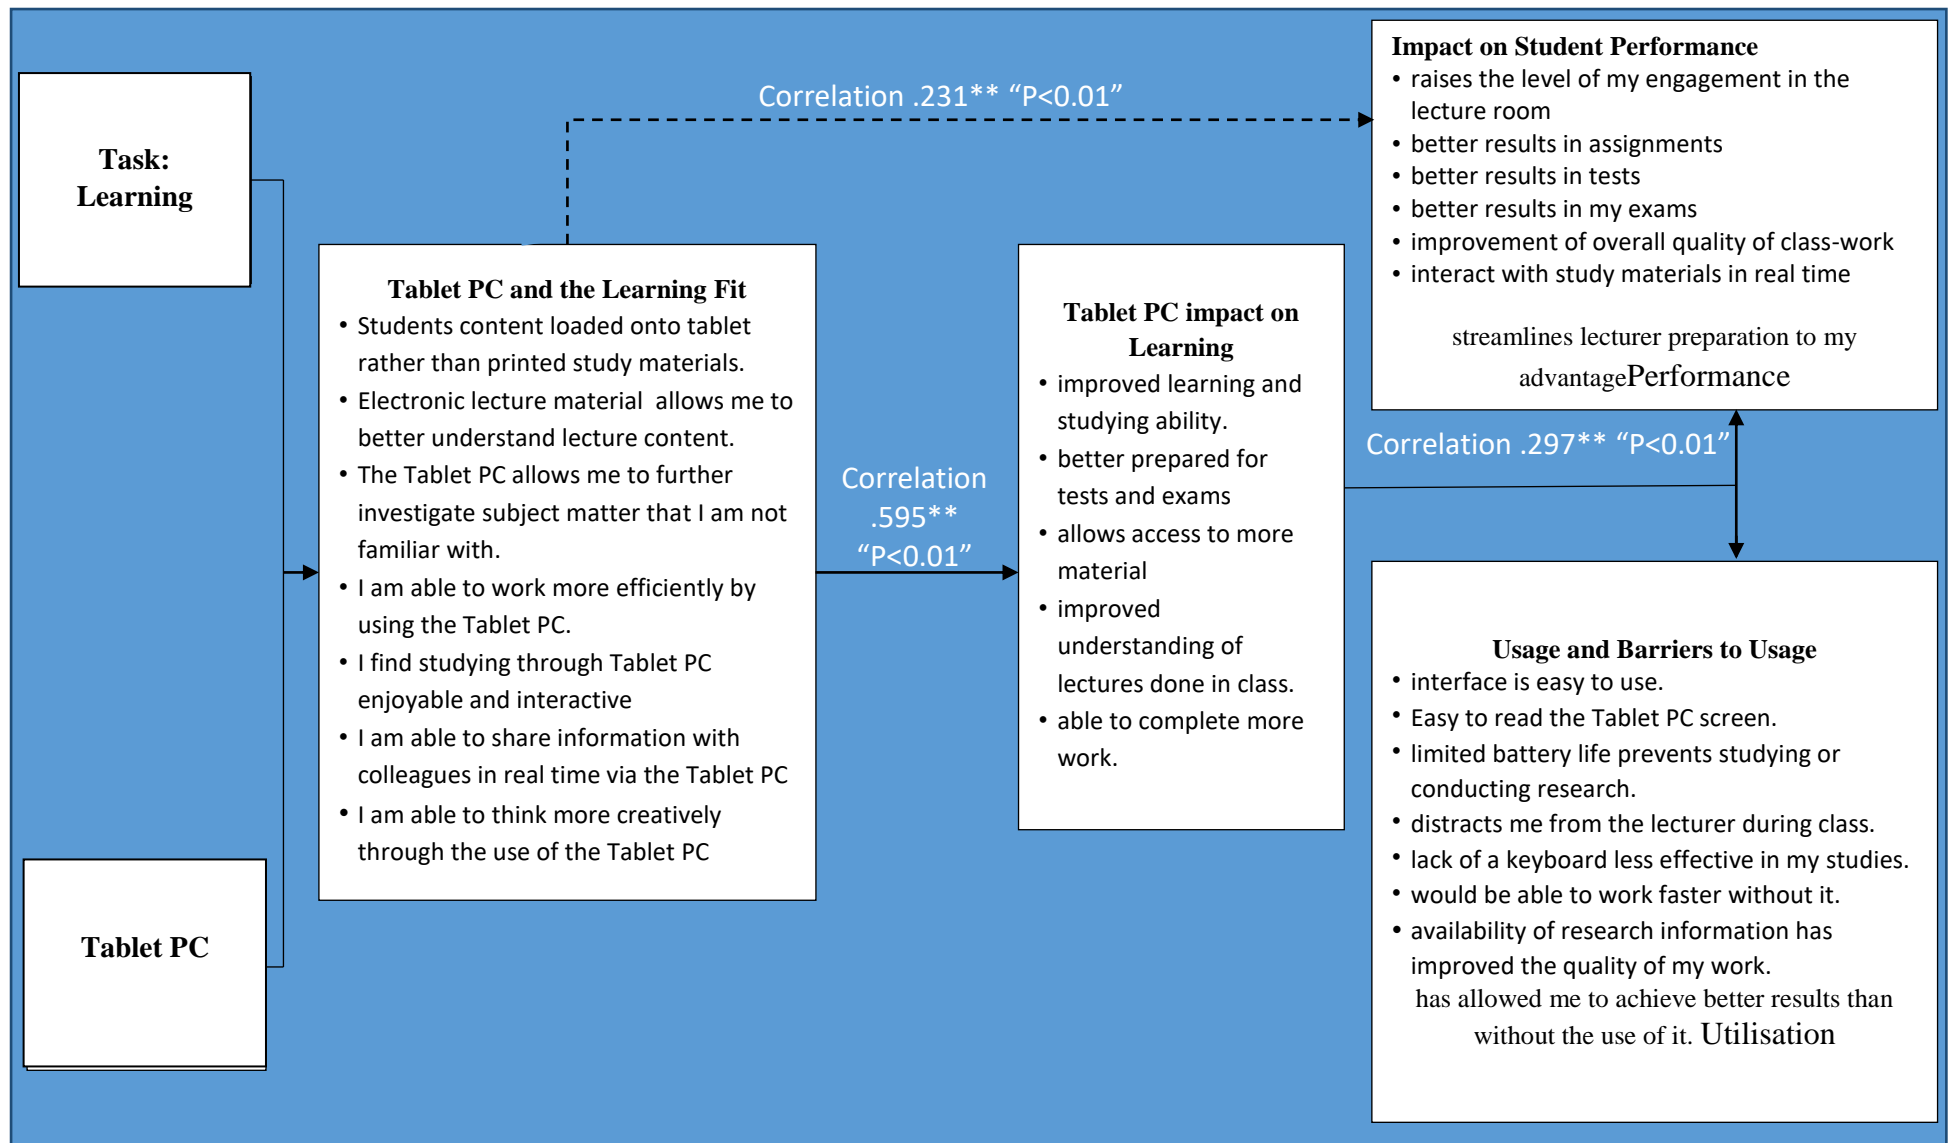 Task:
Learning
Tablet PC
Tablet PC and the Learning Fit
• Students content loaded onto tablet
rather than printed study materials.
• Electronic lecture material  allows me to
better understand lecture content.
• The Tablet PC allows me to further
investigate subject matter that I am not
familiar with.
• I am able to work more efficiently by
using the Tablet PC.
• I find studying through Tablet PC
enjoyable and interactive
• I am able to share information with
colleagues in real time via the Tablet PC
• I am able to think more creatively
through the use of the Tablet PC
Correlation .231** “P<0.01”
Correlation
.595**
“P<0.01”
Tablet PC impact on
Learning
• improved learning and
studying ability.
• better prepared for
tests and exams
• allows access to more
material
• improved
understanding of
lectures done in class.
• able to complete more
work.
Correlation .297** “P<0.01”
Impact on Student Performance
• raises the level of my engagement in the
lecture room
• better results in assignments
• better results in tests
• better results in my exams
• improvement of overall quality of class-work
• interact with study materials in real time
streamlines lecturer preparation to my
advantagePerformance
Usage and Barriers to Usage
• interface is easy to use.
• Easy to read the Tablet PC screen.
• limited battery life prevents studying or
conducting research.
• distracts me from the lecturer during class.
• lack of a keyboard less effective in my studies.
• would be able to work faster without it.
• availability of research information has
improved the quality of my work.
has allowed me to achieve better results than
without the use of it. Utilisation